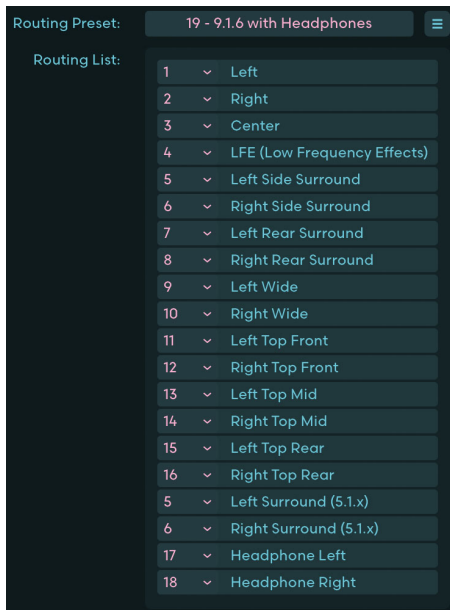 Routing Preset: 19 - 9.1.6 with Headphones
Routing List:
1 Left
2 Right
3 Center
4 LFE (Low Frequency Effects)
5 Left Side Surround
6 Right Side Surround
7 Left Rear Surround
8 Right Rear Surround
9 Left Wide
10 Right Wide
11 Left Top Front
12 Right Top Front
13 Left Top Mid
14 Right Top Mid
15 Left Top Rear
16 Right Top Rear
5 Left Surround (5.1.x)
6 Right Surround (5.1.x)
17 Headphone Left
18 Headphone Right